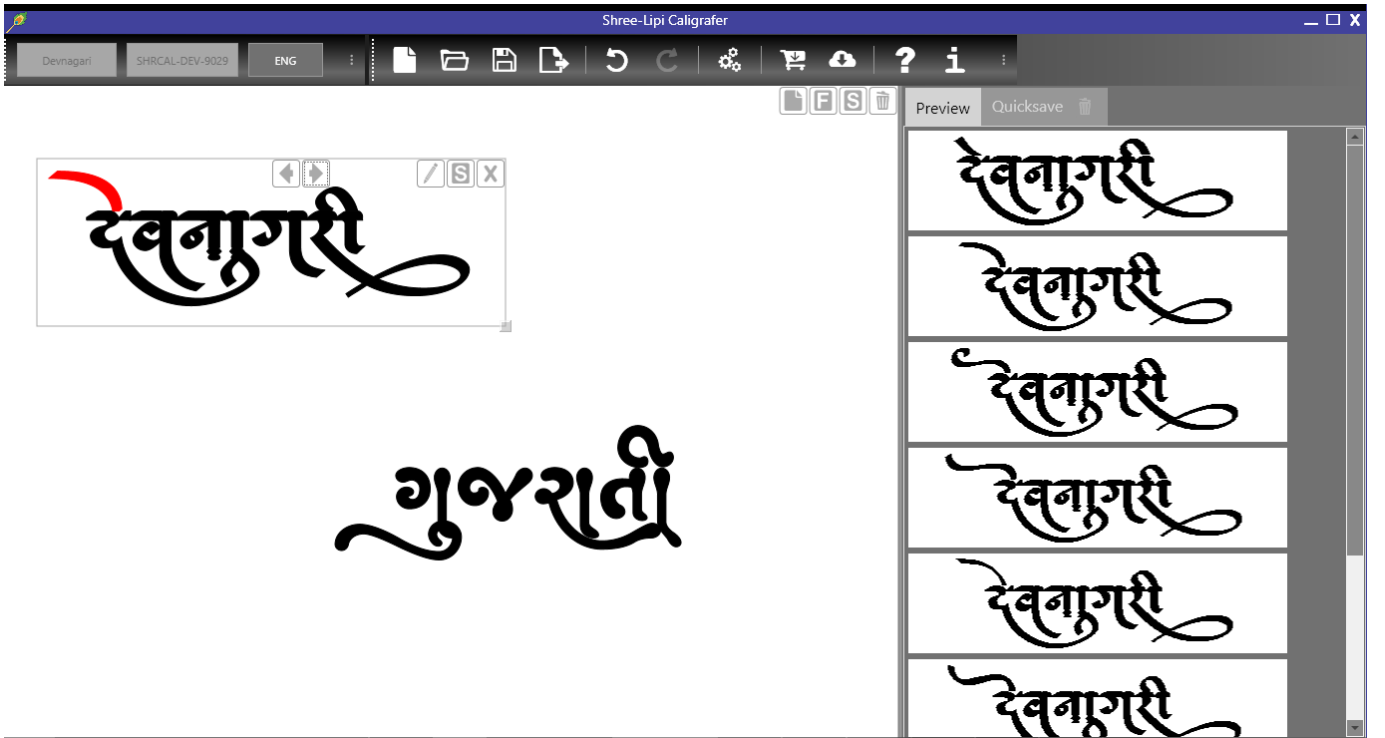 Shree-Lipi Caligrafer
Devnagari SHRCAL-DEV-9029 ENG ? i
F S
Preview Quicksave
S X
देवनागरी
ગુજરાતી
देवनागरी
देवनागरी
देवनागरी
देवनागरी
देवनागरी
देवनागरी